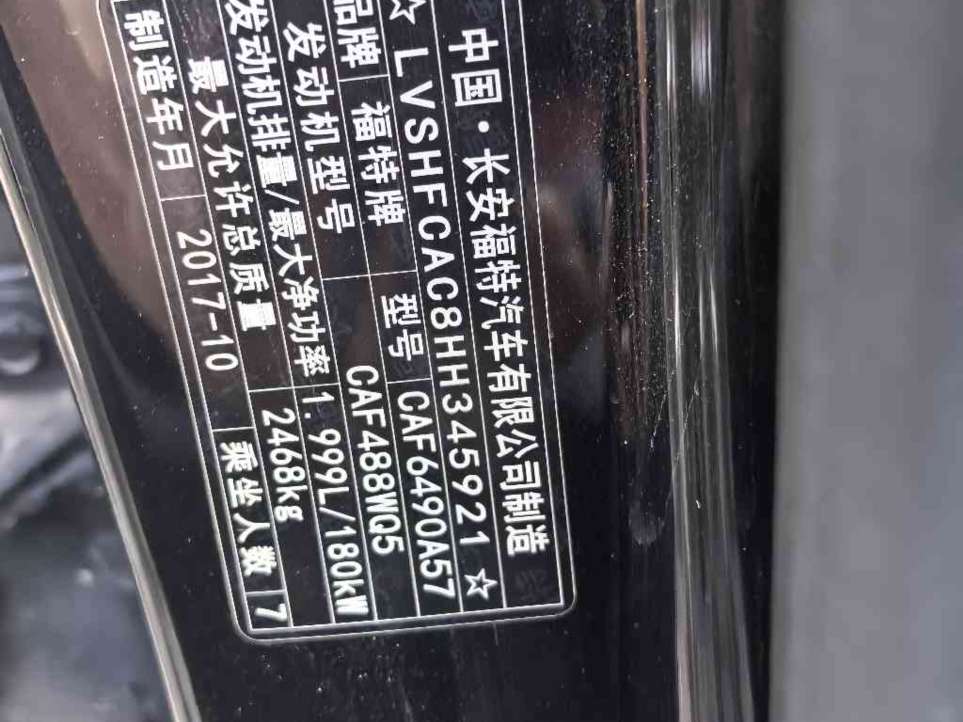 中国·长安福特汽车有限公司制造
☆LVSHFCAC8HH345921☆
品牌 福特牌 型号 CAF6490A57
发动机型号 CAF488WQ5
发动机排量/最大净功率 1.999L/180kW
最大允许总质量 2468kg
制造年月 2017-10 乘坐人数 7